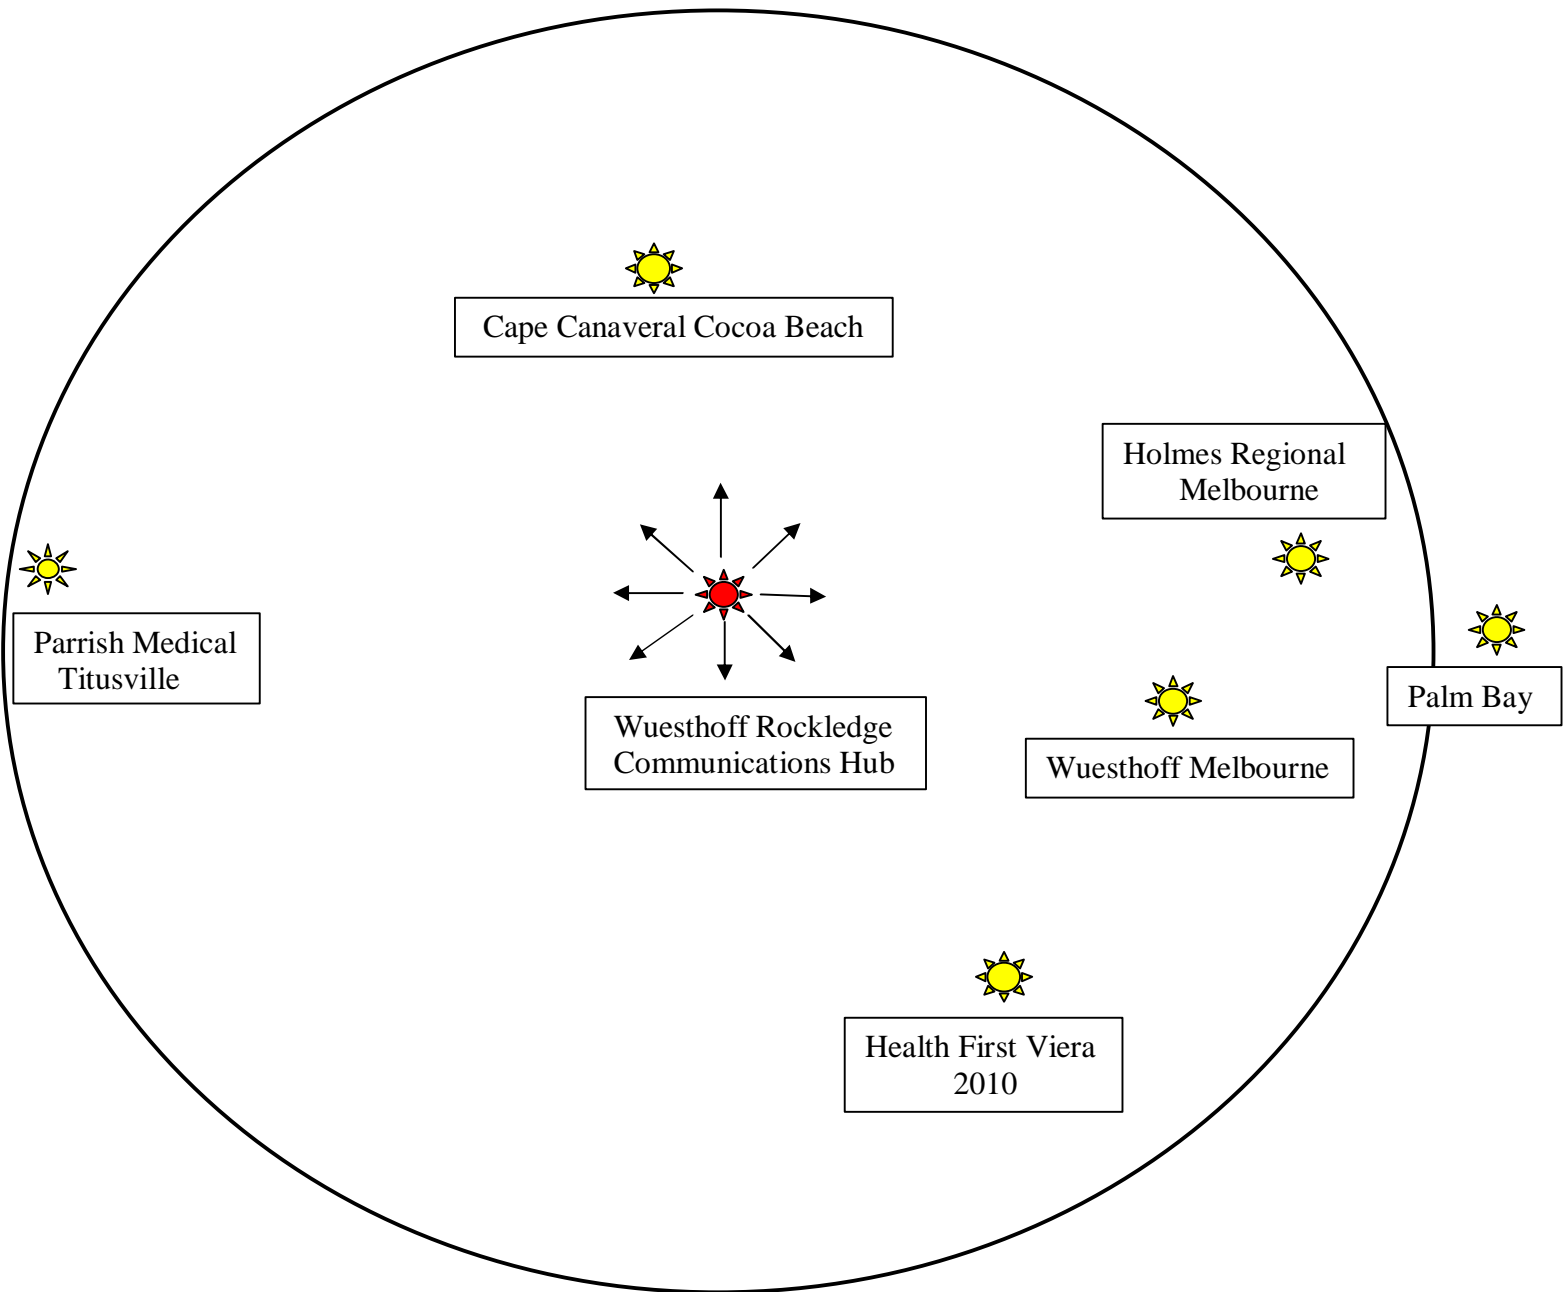 Cape Canaveral Cocoa Beach
Holmes Regional
Melbourne
Parrish Medical
Titusville
Palm Bay
Wuesthoff Rockledge
Communications Hub
Wuesthoff Melbourne
Health First Viera
2010